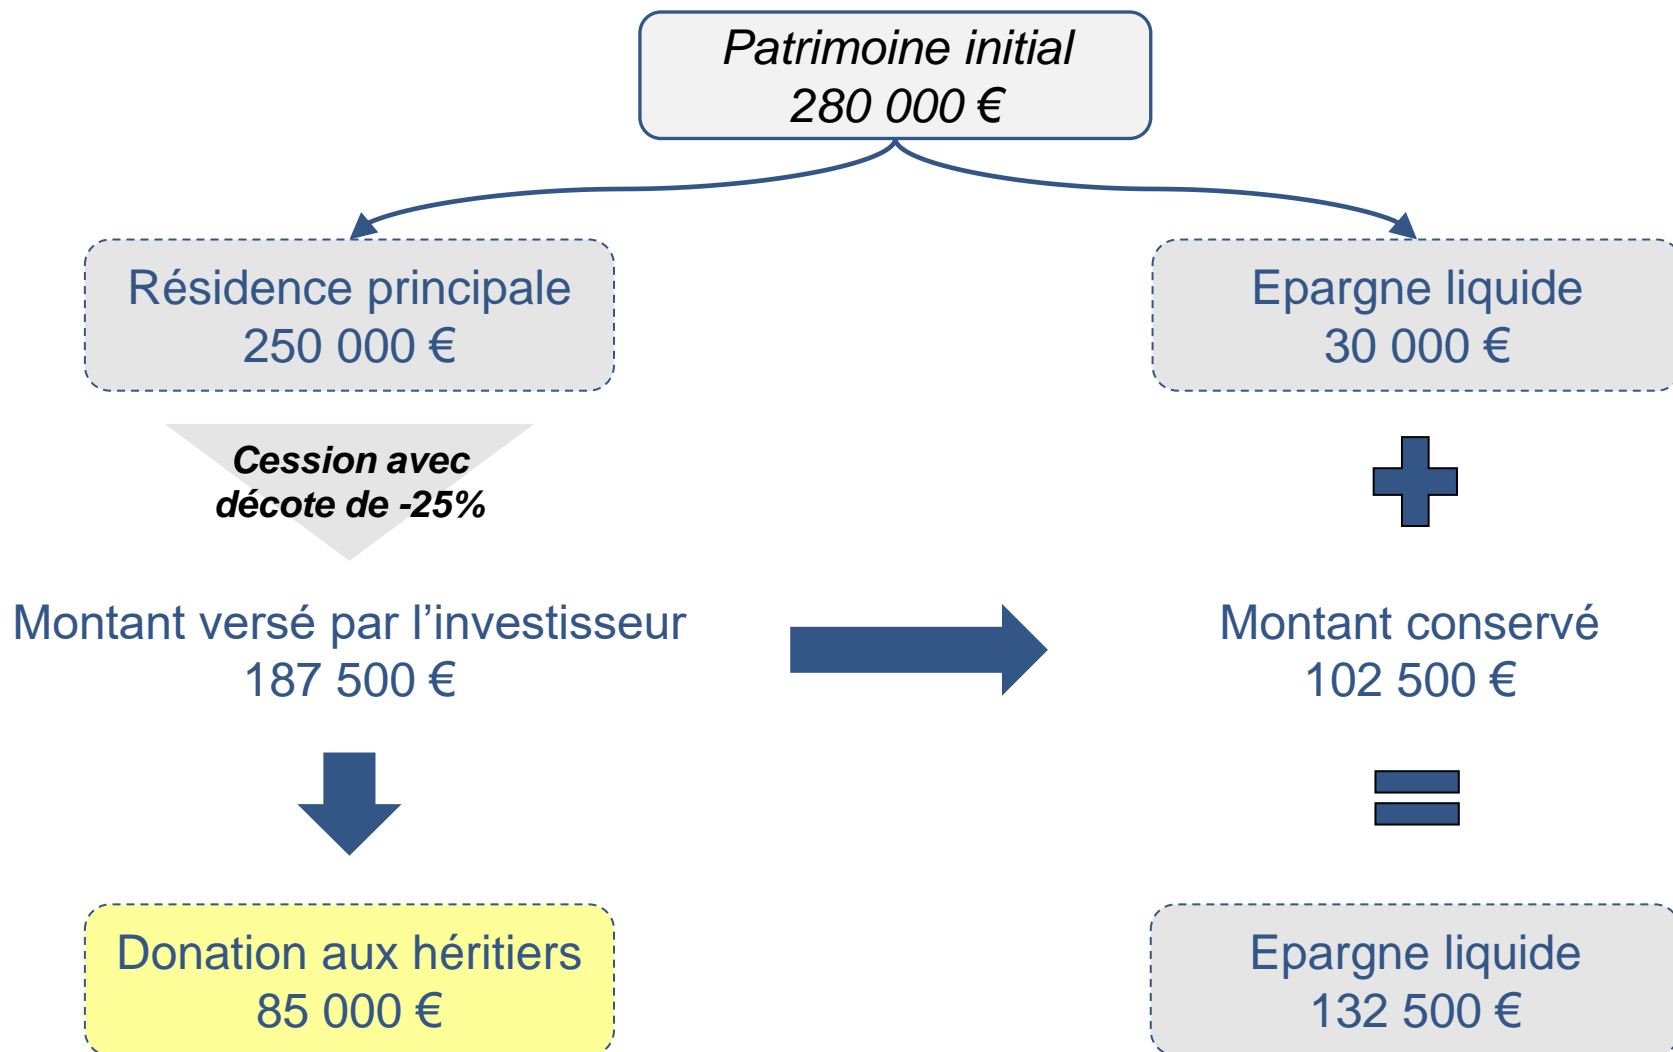 Patrimoine initial
280 000 €
Résidence principale
250 000 €
Epargne liquide
30 000 €
Cession avec
décote de -25%
Montant versé par l’investisseur
187 500 €
Montant conservé
102 500 €
Donation aux héritiers
85 000 €
Epargne liquide
132 500 €